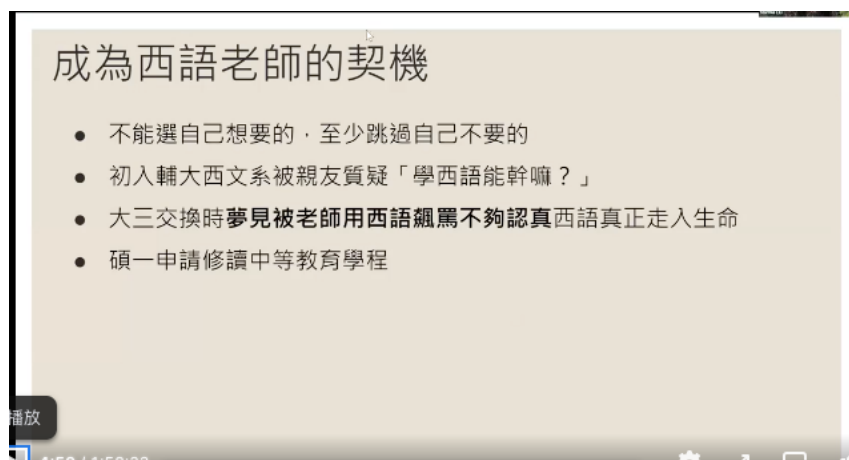 成為西語老師的契機
● 不能選自己想要的，至少跳過自己不要的
● 初入輔大西文系被親友質疑「學西語能幹嘛？」
● 大三交換時夢見被老師用西語飆罵不夠認真西語真正走入生命
● 碩一申請修讀中等教育學程
播放